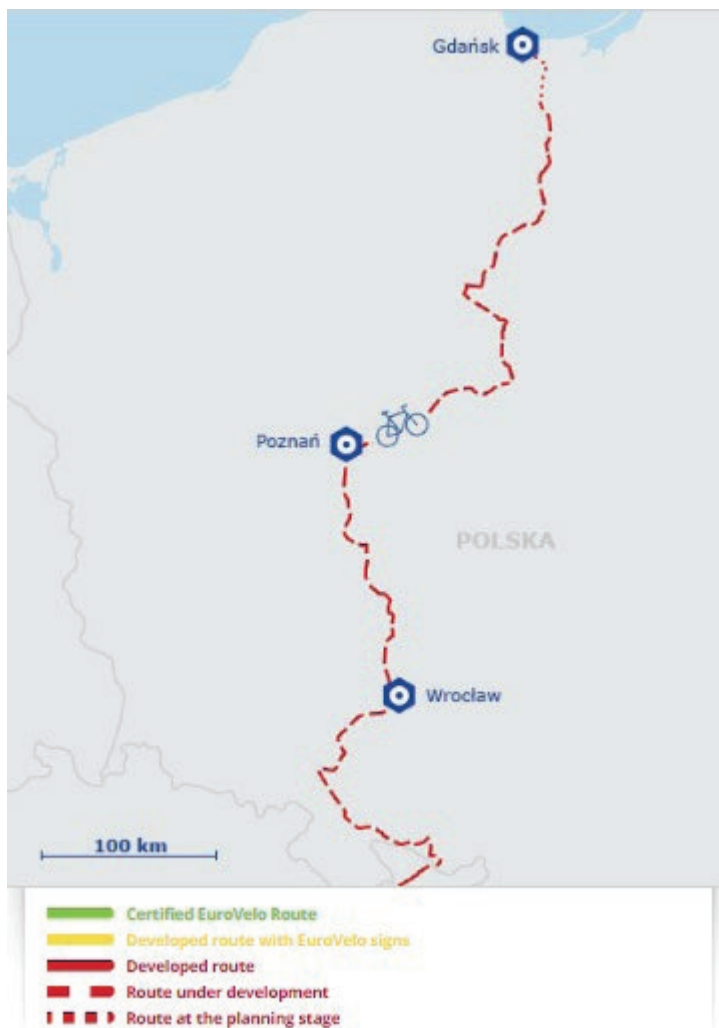 Gdańsk
Poznań
POLSKA
Wrocław
100 km
Certified EuroVelo Route
Developed route with EuroVelo signs
Developed route
Route under development
Route at the planning stage